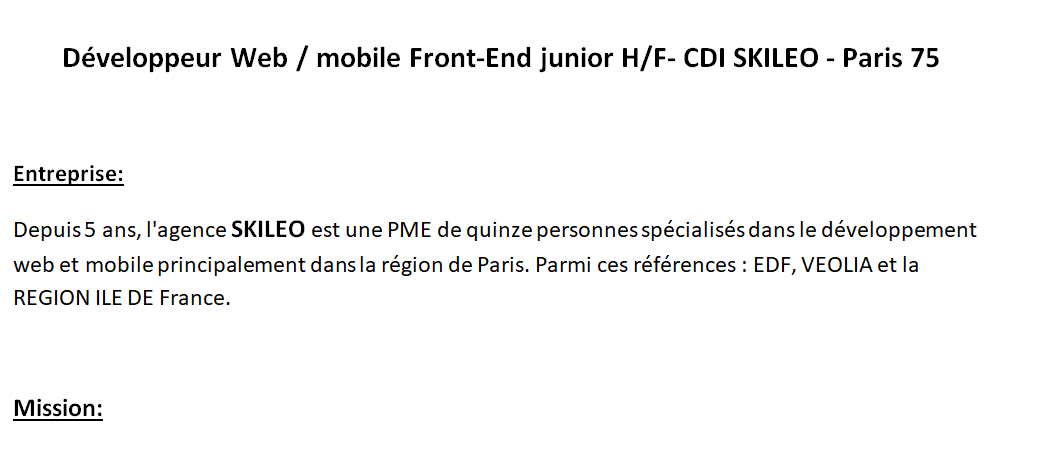 Développeur Web / mobile Front-End junior H/F- CDI SKILEO - Paris 75
Entreprise:
Depuis 5 ans, l'agence SKILEO est une PME de quinze personnes spécialisés dans le développement
web et mobile principalement dans la région de Paris. Parmi ces références : EDF, VEOLIA et la
REGION ILE DE France.
Mission: